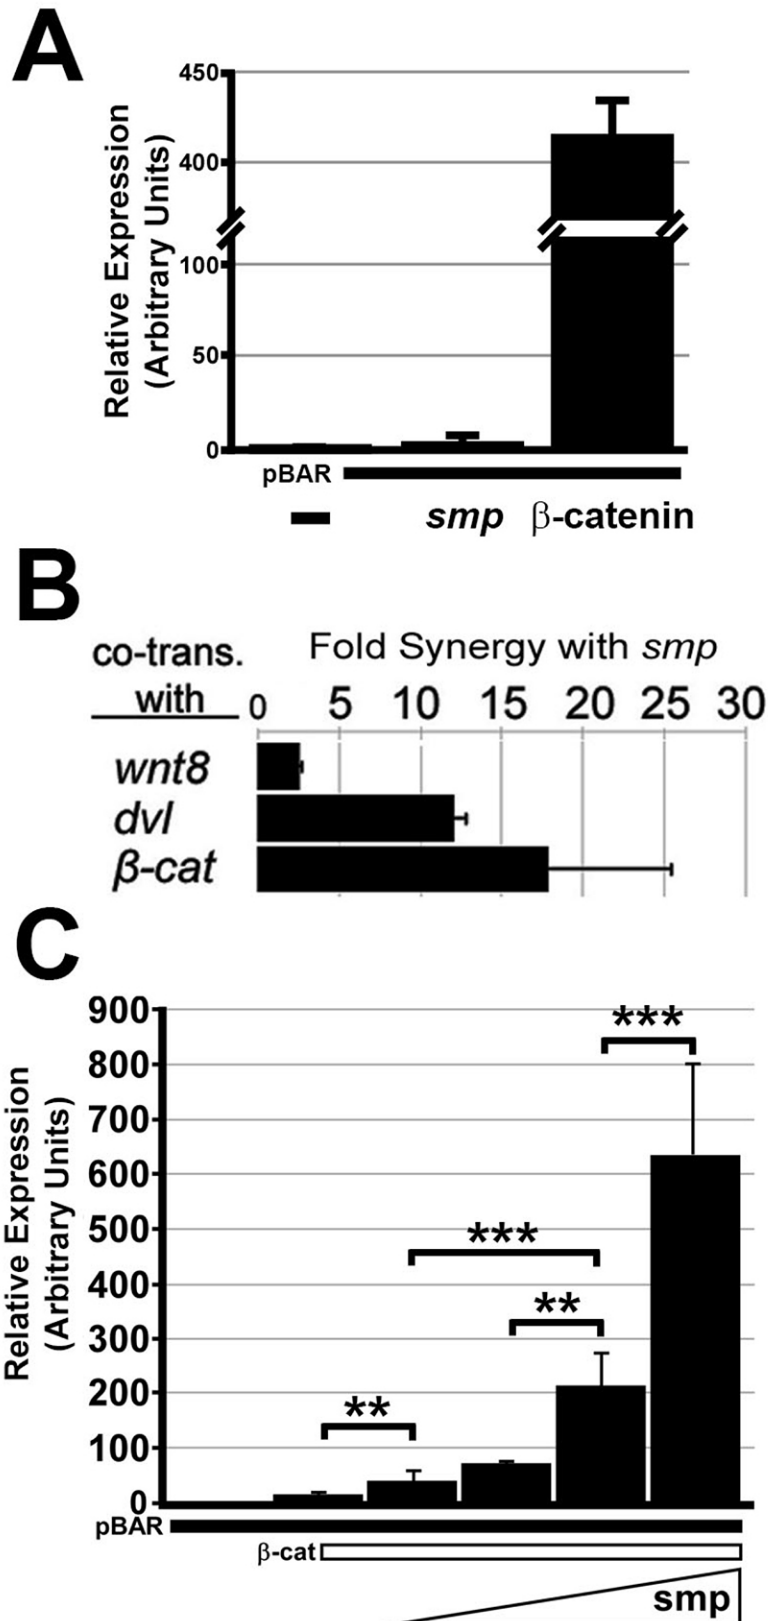 A
Relative Expression
(Arbitrary Units)
450
400
100
50
0
pBAR
smp β-catenin
B
co-trans.
with
Fold Synergy with smp
0 5 10 15 20 25 30
wnt8
dvl
β-cat
C
Relative Expression
(Arbitrary Units)
900
800
700
600
500
400
300
200
100
0
***
***
**
**
pBAR
β-cat
smp